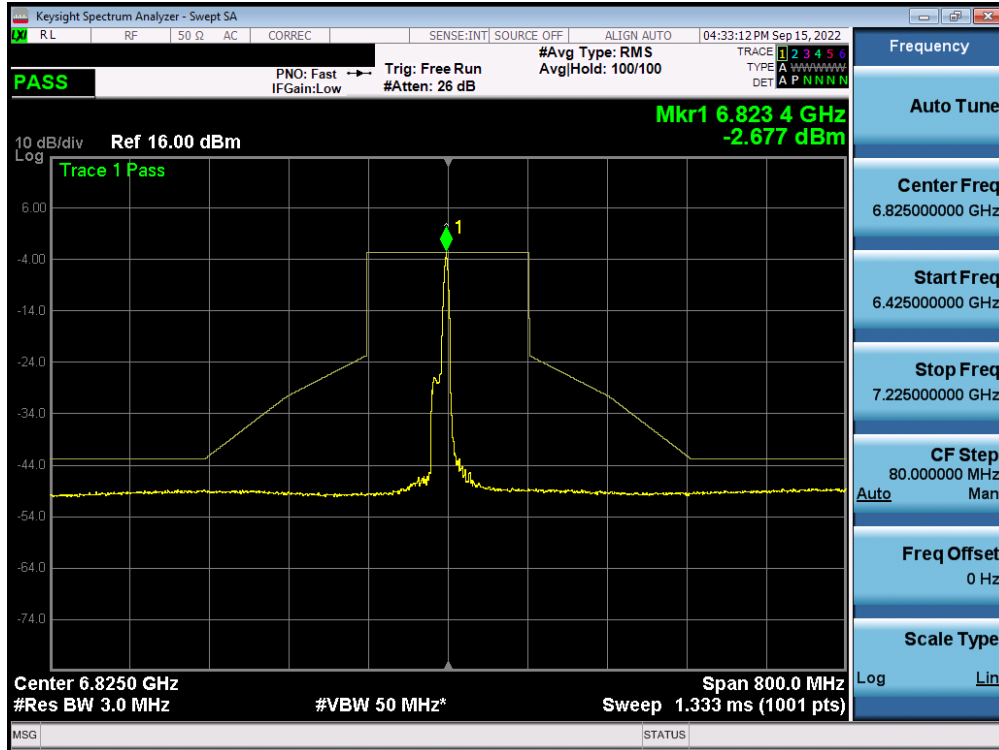 Keysight Spectrum Analyzer - Swept SA
LXI RL RF 50 Ω AC CORREC SENSE:INT SOURCE OFF ALIGN AUTO 04:33:12 PM Sep 15, 2022
PASS
PNO: Fast
IFGain:Low
Trig: Free Run
#Atten: 26 dB
#Avg Type: RMS
Avg|Hold: 100/100
TRACE 1 2 3 4 5 6
TYPE A WWWWW
DET A P N N N N
Mkr1 6.823 4 GHz
-2.677 dBm
10 dB/div Ref 16.00 dBm
Log
Trace 1 Pass
1
6.00
-4.00
-14.0
-24.0
-34.0
-44.0
-54.0
-64.0
-74.0
Center 6.8250 GHz Span 800.0 MHz
#Res BW 3.0 MHz #VBW 50 MHz* Sweep 1.333 ms (1001 pts)
MSG STATUS
Frequency
Auto Tune
Center Freq
6.825000000 GHz
Start Freq
6.425000000 GHz
Stop Freq
7.225000000 GHz
CF Step
80.000000 MHz
Auto Man
Freq Offset
0 Hz
Scale Type
Log Lin